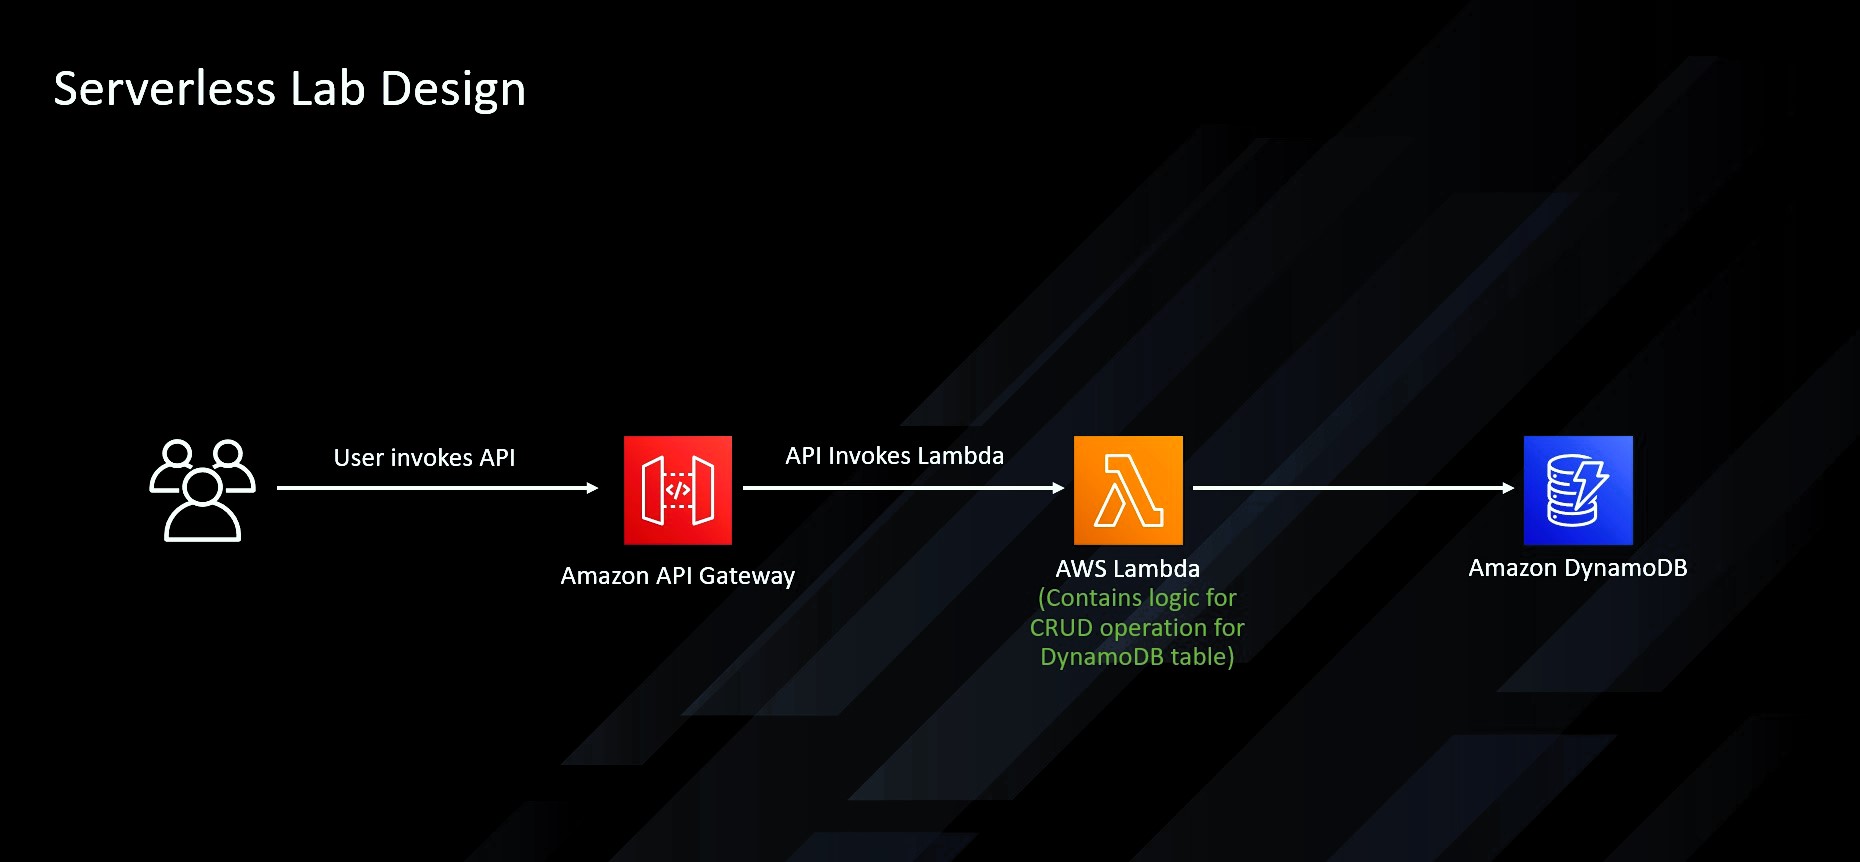 Serverless Lab Design
User invokes API
API Invokes Lambda
</>
Amazon API Gateway
AWS Lambda
(Contains logic for
CRUD operation for
DynamoDB table)
Amazon DynamoDB